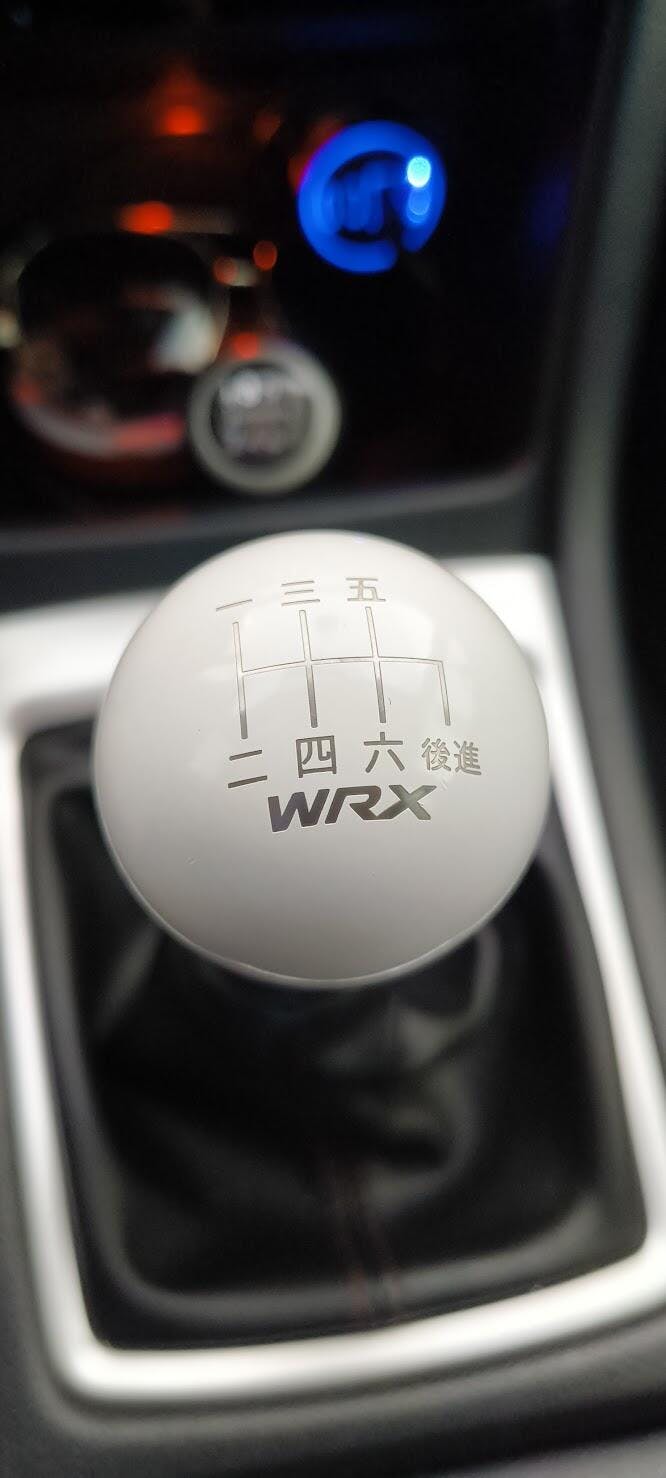 一 三 五
二 四 六 後進
WRX